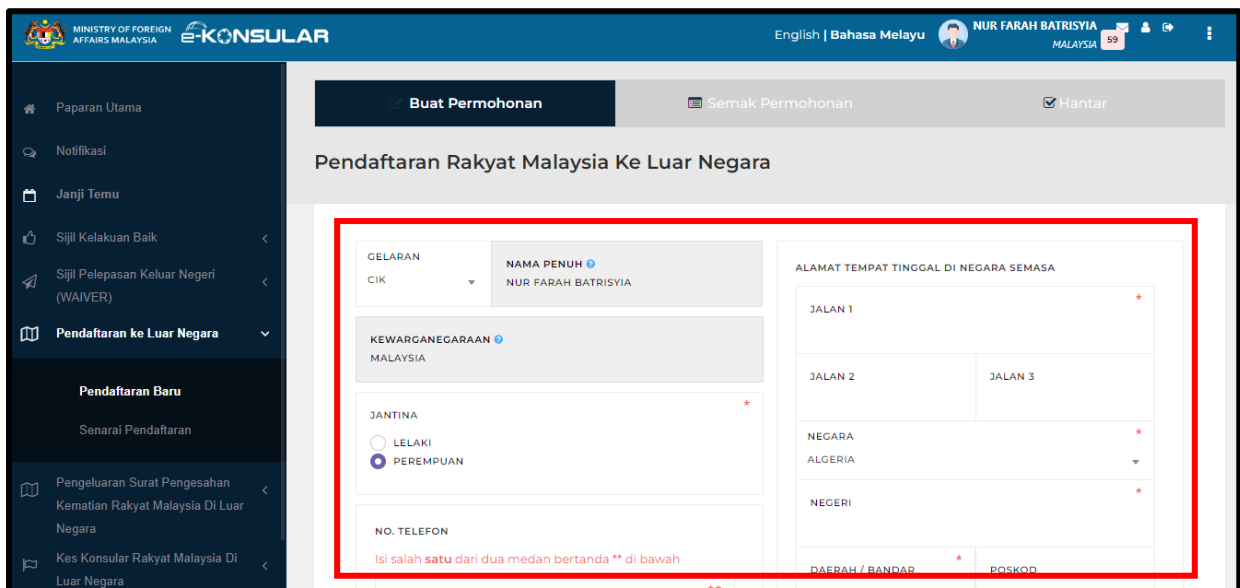 MINISTRY OF FOREIGN
AFFAIRS MALAYSIA
e-KONSULAR
English | Bahasa Melayu
NUR FARAH BATRISYIA
MALAYSIA
59
Paparan Utama
Notifikasi
Janji Temu
Sijil Kelakuan Baik
Sijil Pelepasan Keluar Negeri
(WAIVER)
Pendaftaran ke Luar Negara
Pendaftaran Baru
Senarai Pendaftaran
Pengeluaran Surat Pengesahan
Kematian Rakyat Malaysia Di Luar
Negara
Kes Konsular Rakyat Malaysia Di
Luar Negara
Buat Permohonan
Semak Permohonan
Hantar
Pendaftaran Rakyat Malaysia Ke Luar Negara
GELARAN
CIK
NAMA PENUH
NUR FARAH BATRISYIA
KEWARGANEGARAAN
MALAYSIA
JANTINA *
LELAKI
PEREMPUAN
NO. TELEFON
Isi salah satu dari dua medan bertanda ** di bawah
**
ALAMAT TEMPAT TINGGAL DI NEGARA SEMASA
JALAN 1 *
JALAN 2
JALAN 3
NEGARA *
ALGERIA
NEGERI *
DAERAH / BANDAR *
POSKOD